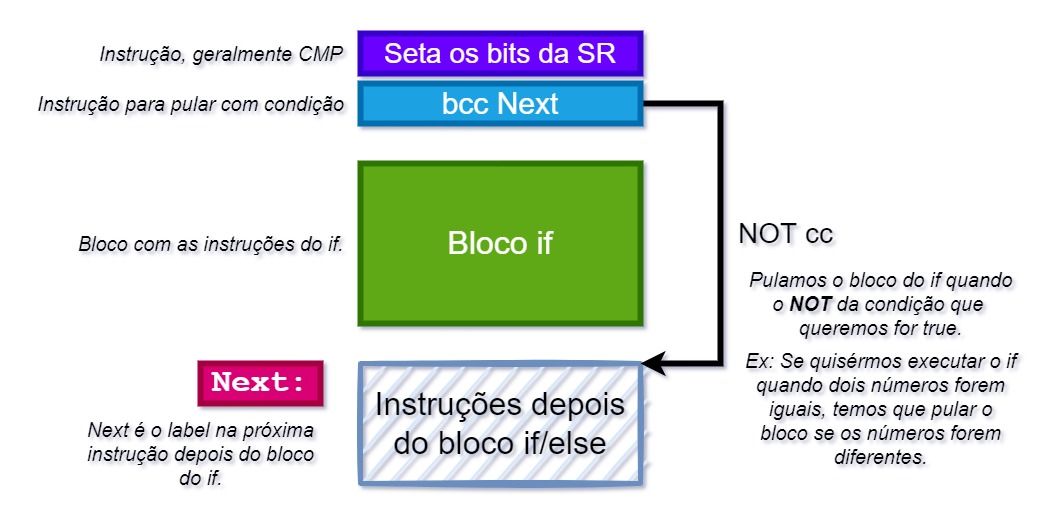 Instrução, geralmente CMP
Seta os bits da SR
Instrução para pular com condição
bcc Next
Bloco com as instruções do if.
Bloco if
NOT cc
Pulamos o bloco do if quando
o NOT da condição que
queremos for true.
Ex: Se quisérmos executar o if
quando dois números forem
iguais, temos que pular o
bloco se os números forem
diferentes.
Next:
Next é o label na próxima
instrução depois do bloco
do if.
Instruções depois
do bloco if/else